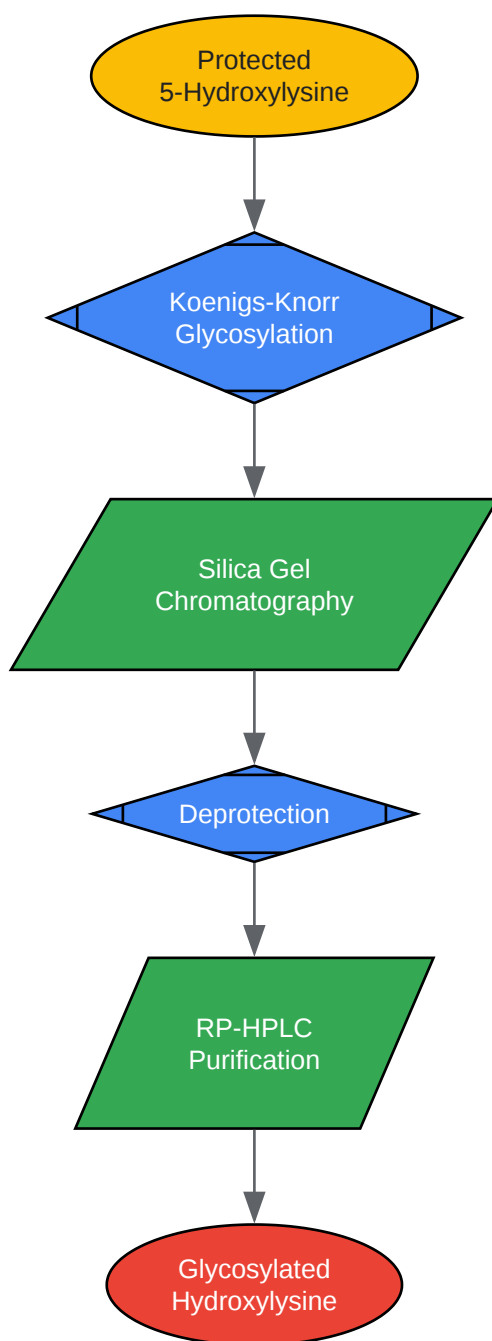 Protected
5-Hydroxylysine
Koenigs-Knorr
Glycosylation
Silica Gel
Chromatography
Deprotection
RP-HPLC
Purification
Glycosylated
Hydroxylysine